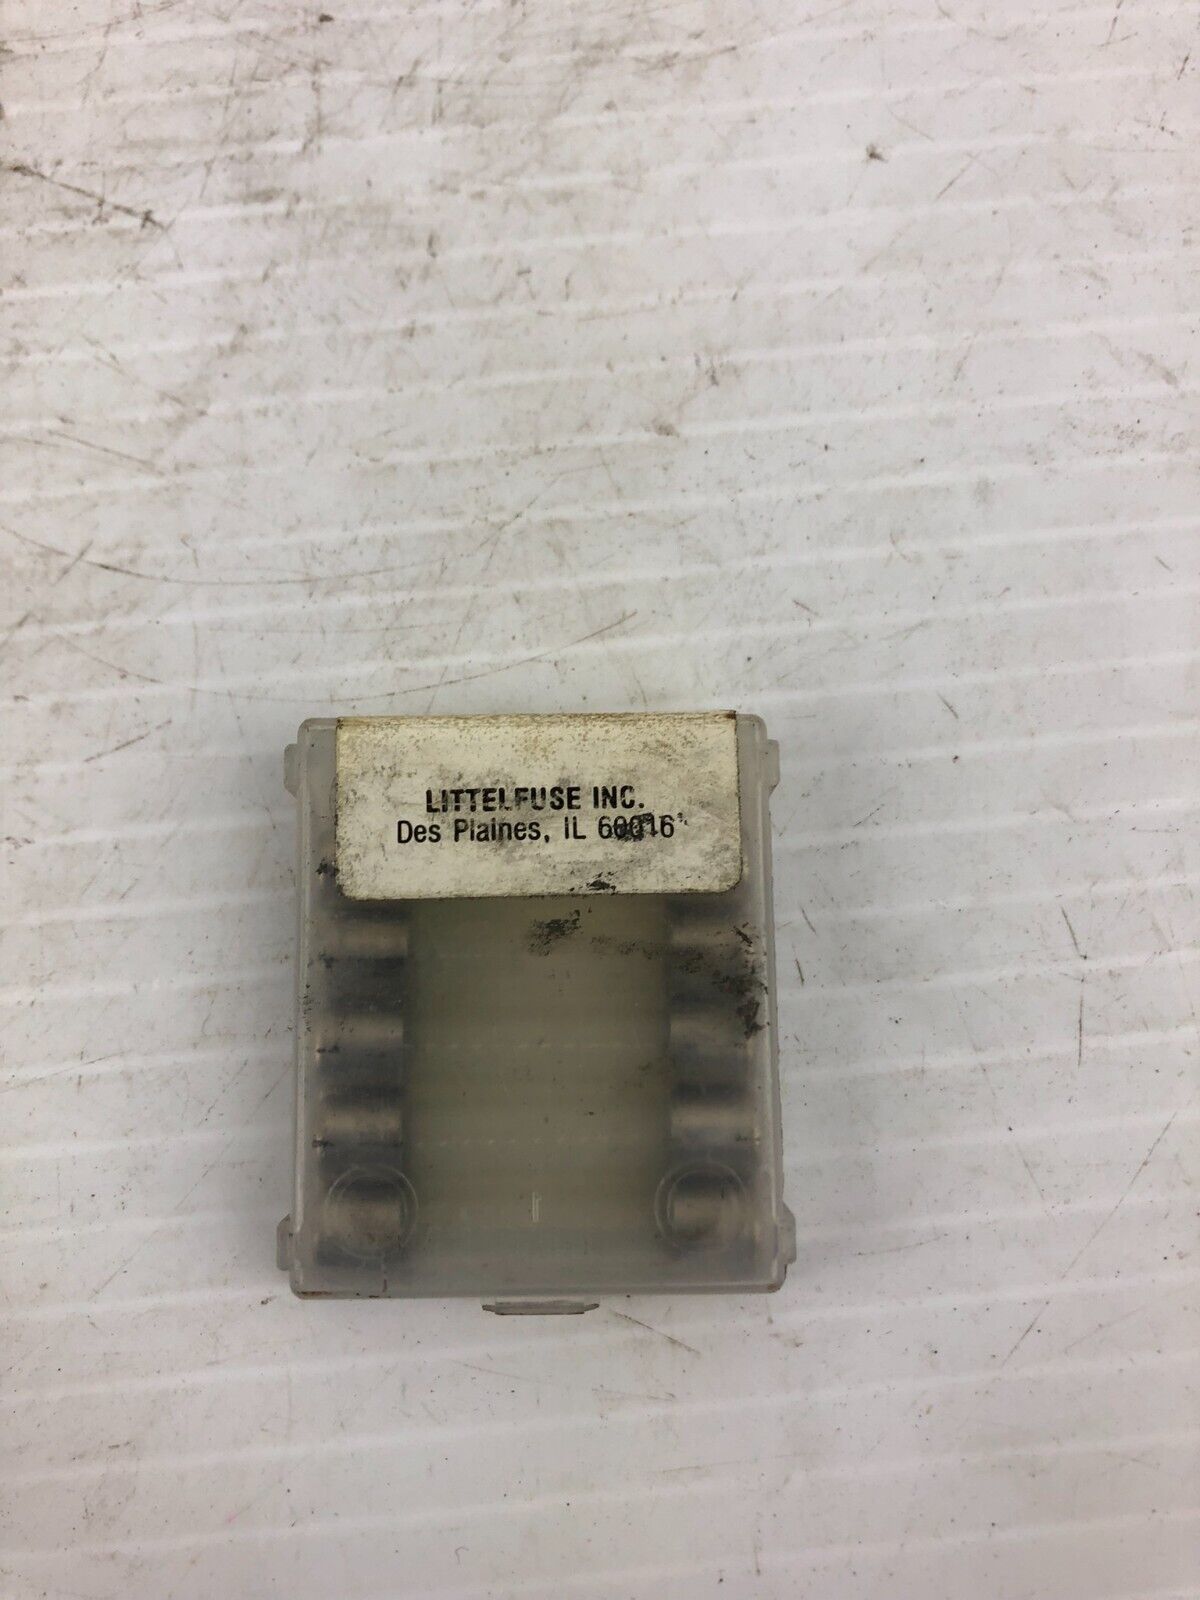 LITTELFUSE INC.
Des Plaines, IL 60016